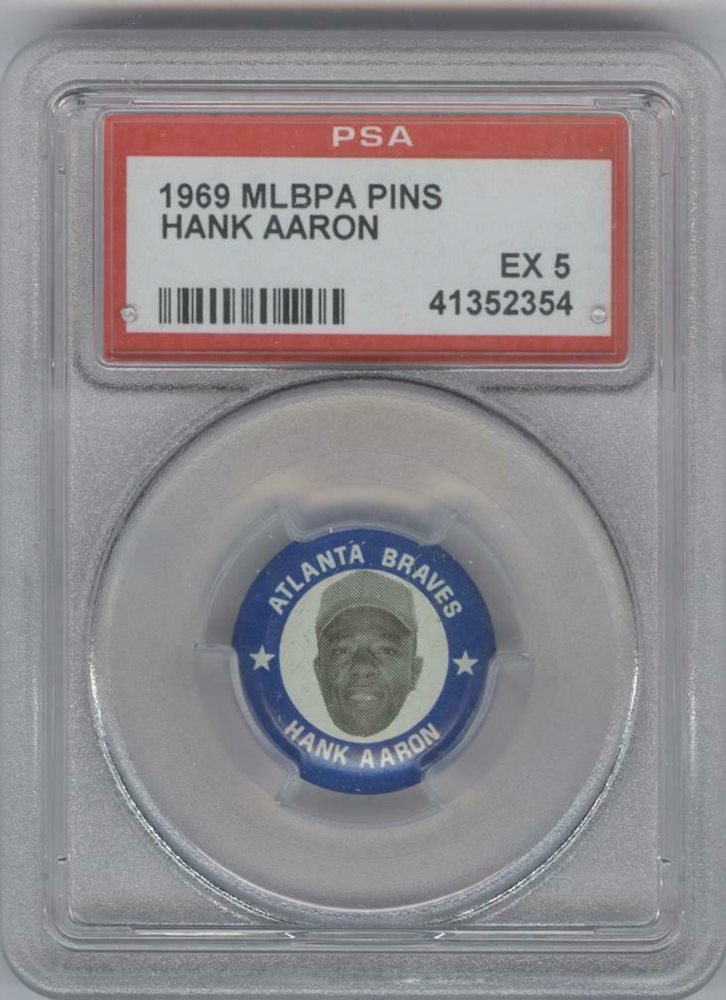 PSA
1969 MLBPA PINS
HANK AARON
EX 5
41352354
ATLANTA BRAVES
HANK AARON